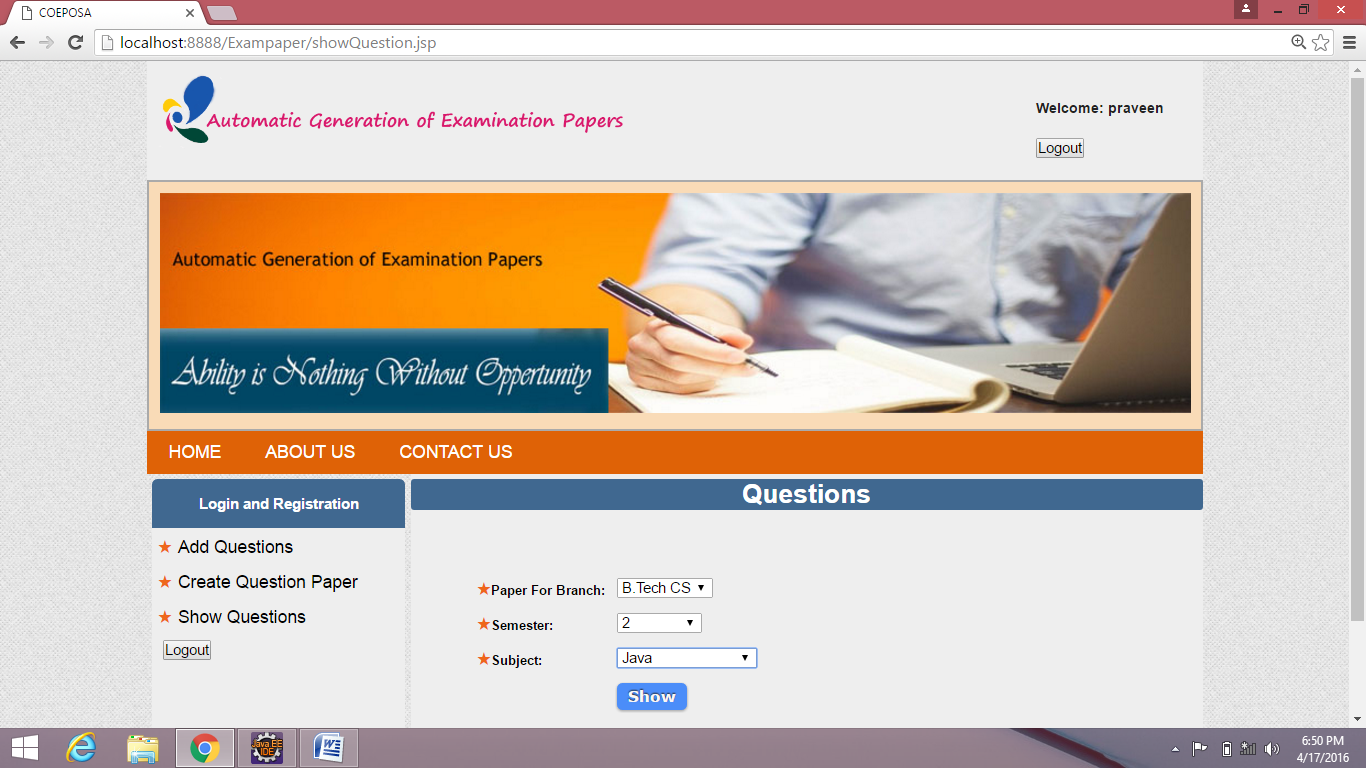 COEPOSA
localhost:8888/Exampaper/showQuestion.jsp
Automatic Generation of Examination Papers
Welcome: praveen
Logout
Automatic Generation of Examination Papers
Ability is Nothing Without Oppertunity
HOME ABOUT US CONTACT US
Login and Registration
Add Questions
Create Question Paper
Show Questions
Logout
Questions
Paper For Branch: B.Tech CS
Semester: 2
Subject: Java
Show
Java EE
IDE
6:50 PM
4/17/2016